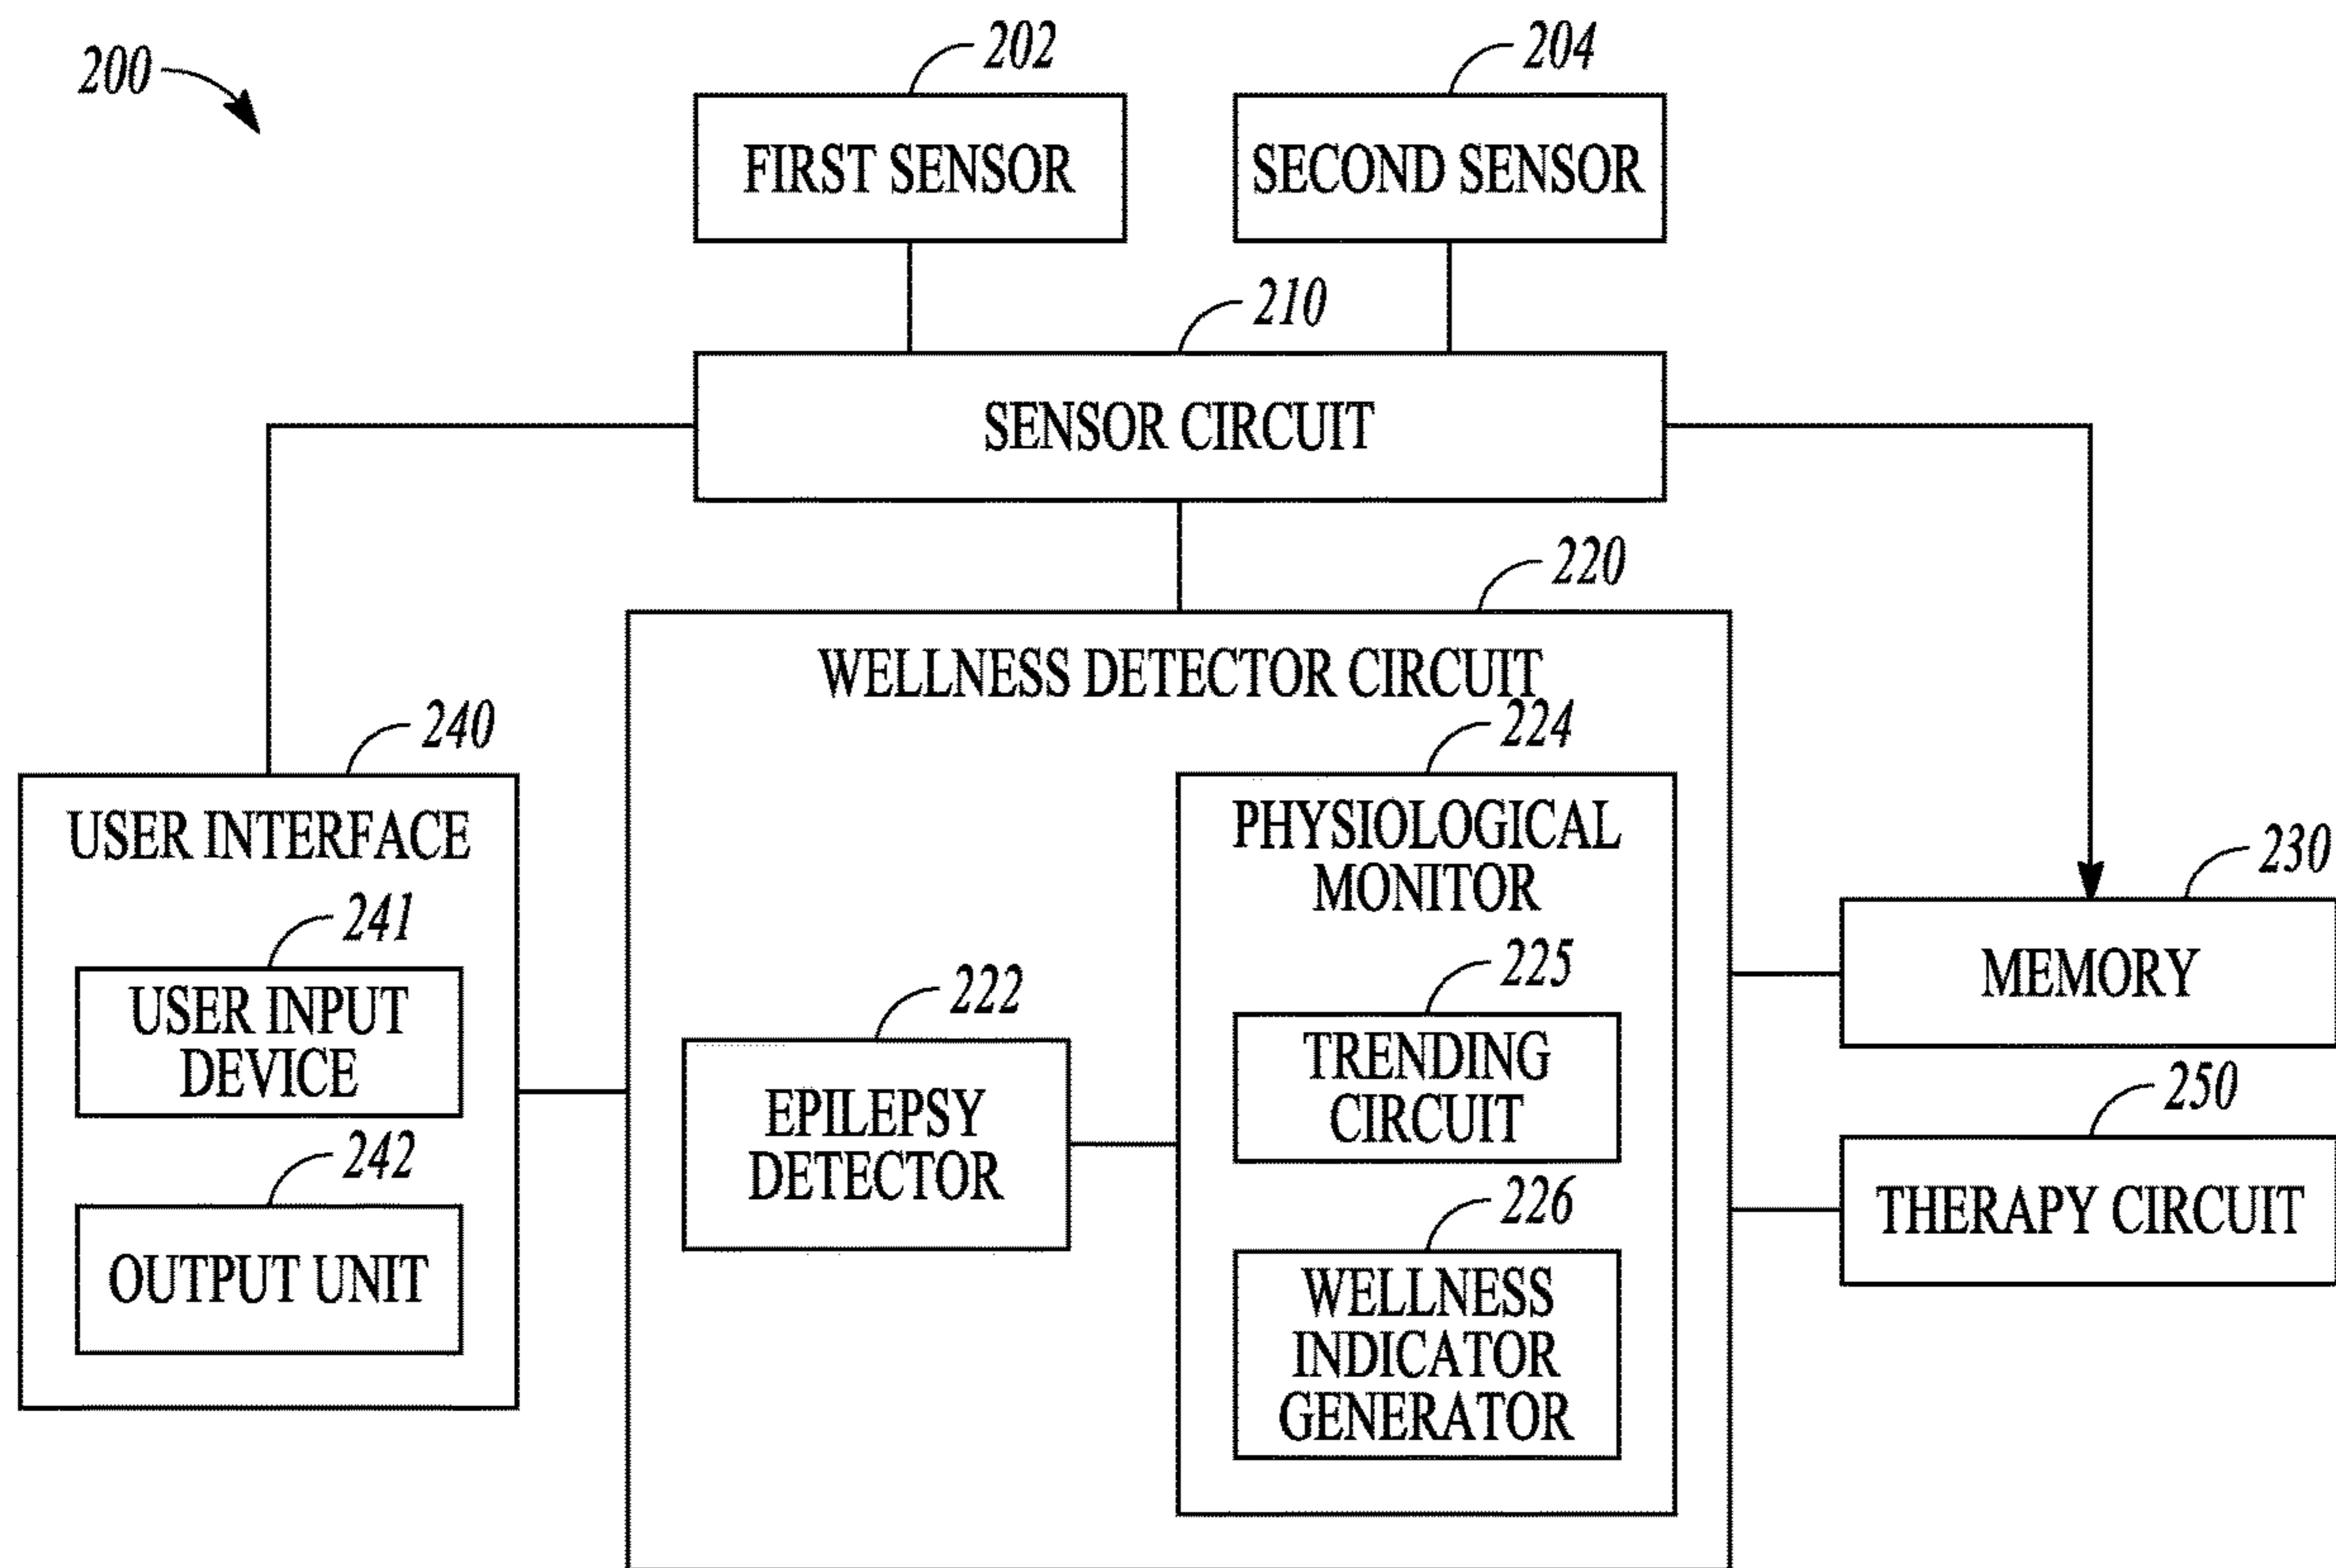 200
202
204
FIRST SENSOR
SECOND SENSOR
210
SENSOR CIRCUIT
220
WELLNESS DETECTOR CIRCUIT
240
USER INTERFACE
241
USER INPUT
DEVICE
242
OUTPUT UNIT
222
EPILEPSY
DETECTOR
224
PHYSIOLOGICAL
MONITOR
225
TRENDING
CIRCUIT
226
WELLNESS
INDICATOR
GENERATOR
230
MEMORY
250
THERAPY CIRCUIT